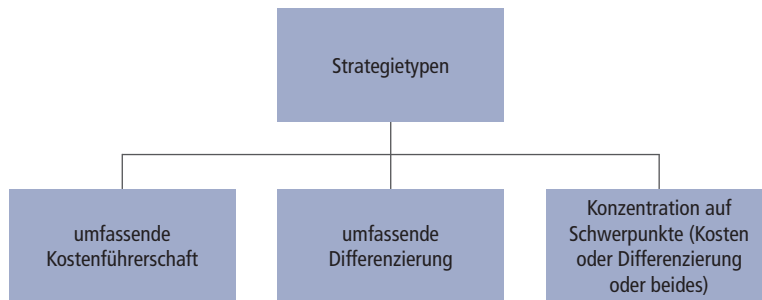 Strategietypen
umfassende
Kostenführerschaft
umfassende
Differenzierung
Konzentration auf
Schwerpunkte (Kosten
oder Differenzierung
oder beides)